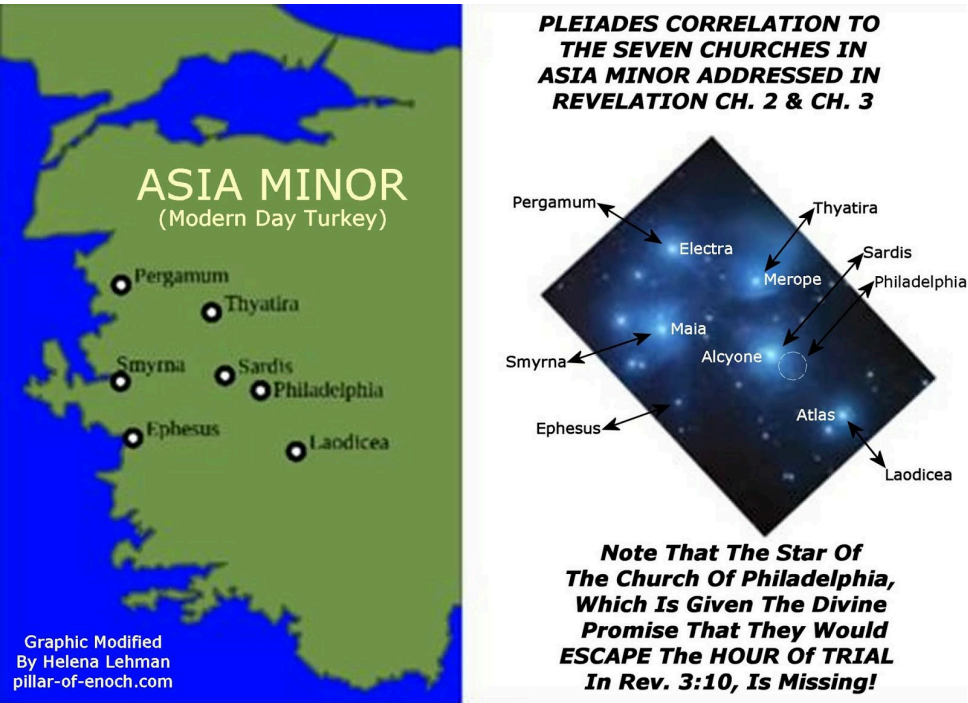 ASIA MINOR
(Modern Day Turkey)
Pergamum
Thyatira
Smyrna
Sardis
Philadelphia
Ephesus
Laodicea
Graphic Modified
By Helena Lehman
pillar-of-enoch.com
PLEIADES CORRELATION TO
THE SEVEN CHURCHES IN
ASIA MINOR ADDRESSED IN
REVELATION CH. 2 & CH. 3
Pergamum
Thyatira
Electra
Sardis
Merope
Philadelphia
Maia
Smyrna
Alcyone
Ephesus
Atlas
Laodicea
Note That The Star Of
The Church Of Philadelphia,
Which Is Given The Divine
Promise That They Would
ESCAPE The HOUR Of TRIAL
In Rev. 3:10, Is Missing!